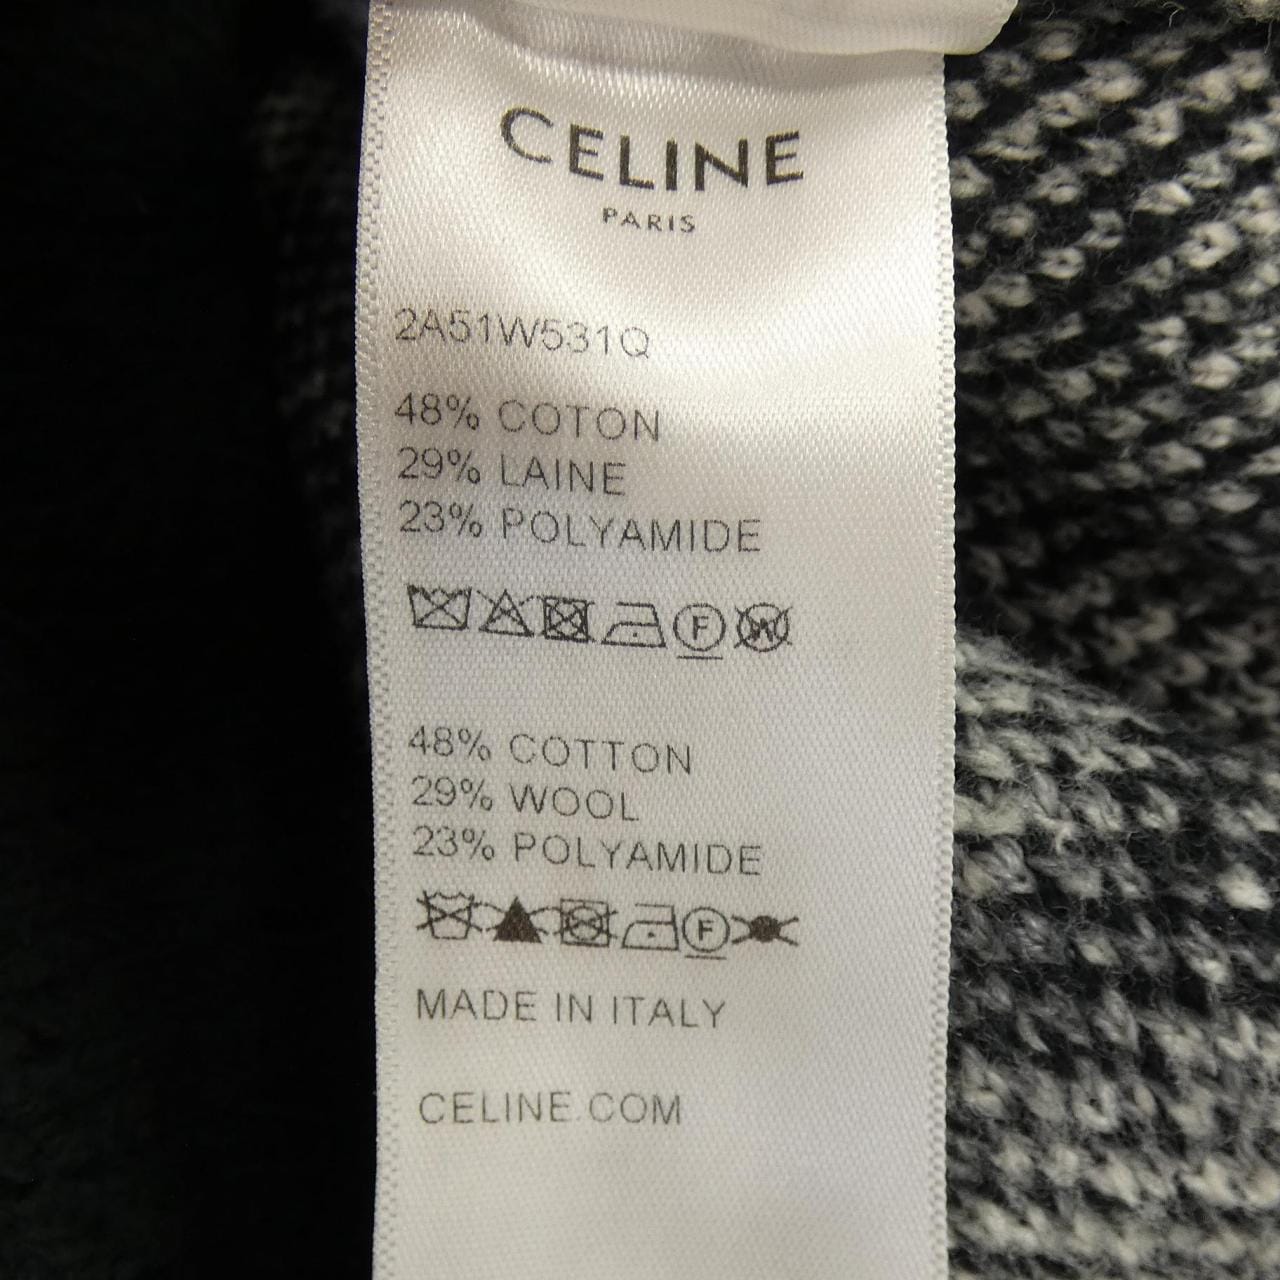 CELINE
PARIS
2A51W531Q
48% COTON
29% LAINE
23% POLYAMIDE
F W
48% COTTON
29% WOOL
23% POLYAMIDE
F
MADE IN ITALY
CELINE.COM